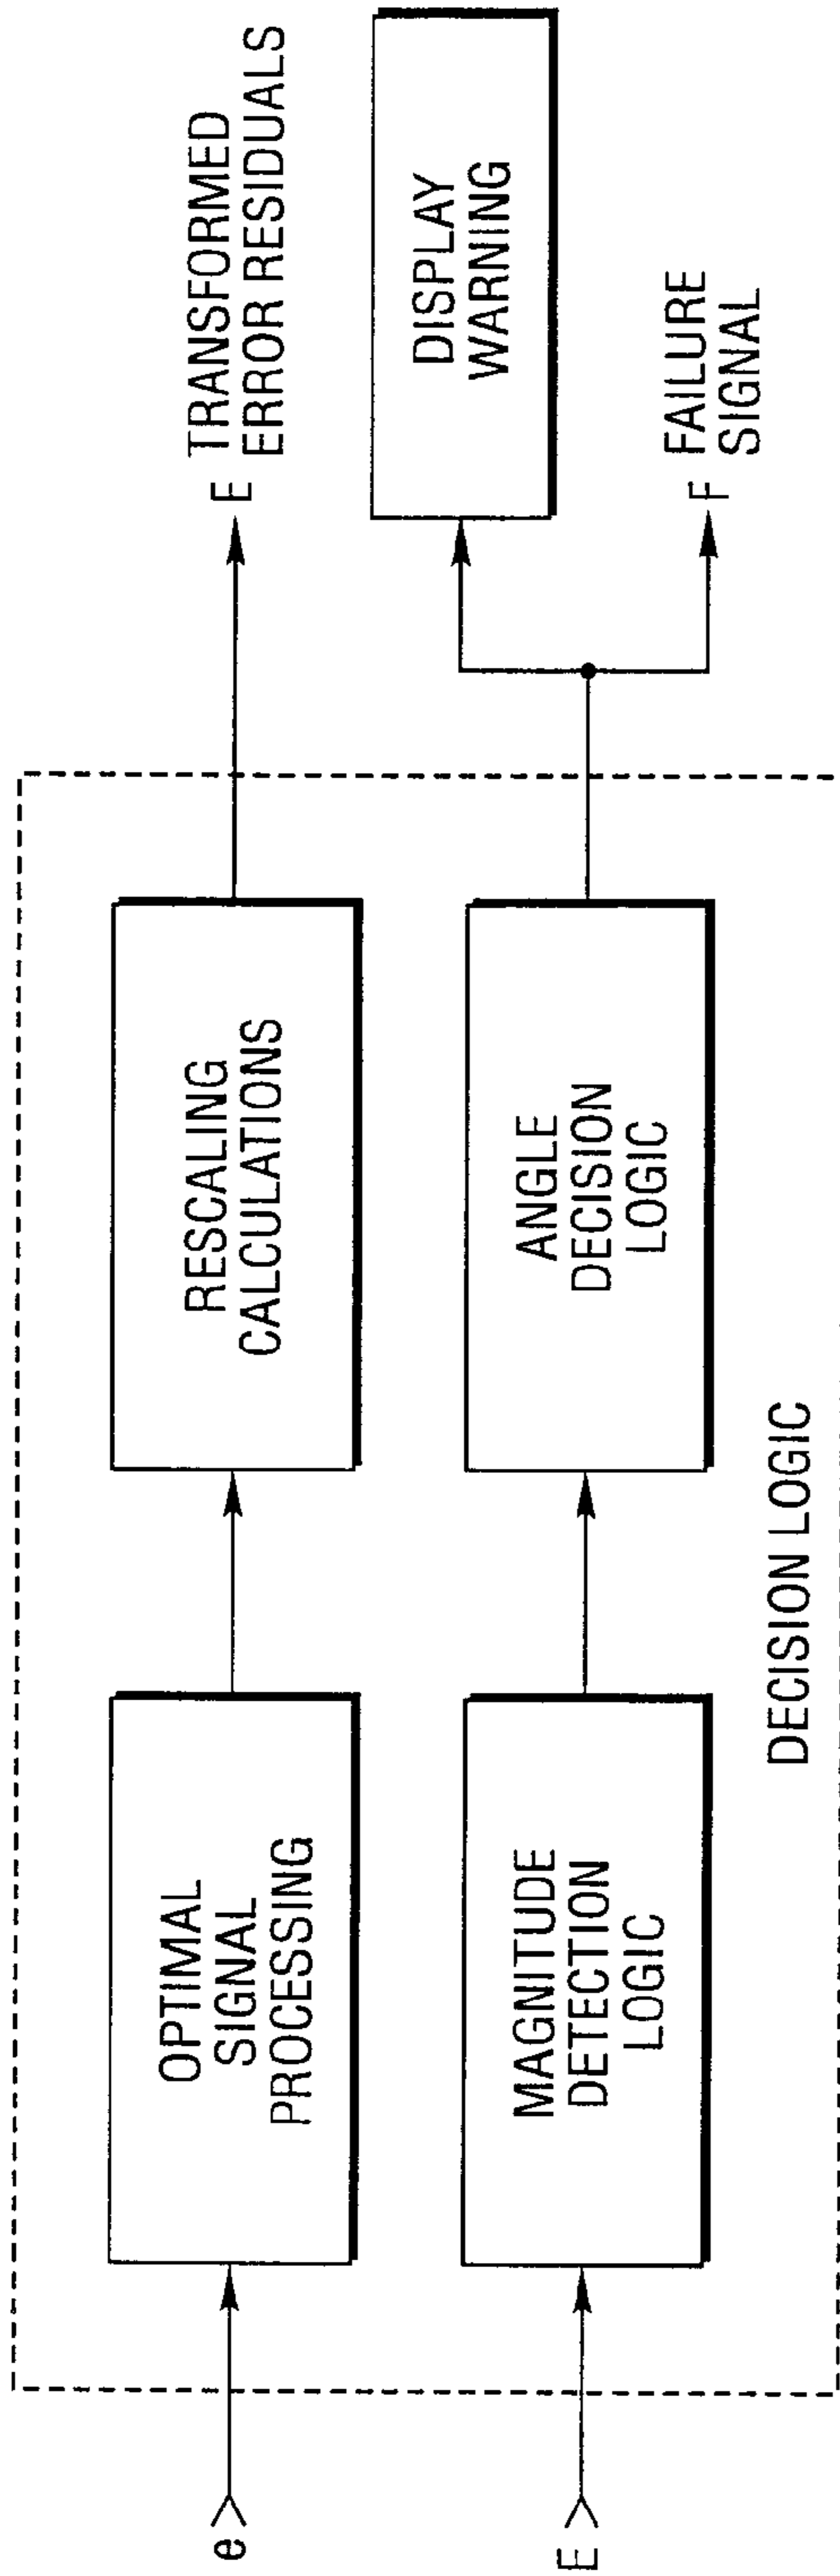 e
OPTIMAL
SIGNAL
PROCESSING
RESCALING
CALCULATIONS
E TRANSFORMED
ERROR RESIDUALS
E
MAGNITUDE
DETECTION
LOGIC
ANGLE
DECISION
LOGIC
DISPLAY
WARNING
F FAILURE
SIGNAL
DECISION LOGIC